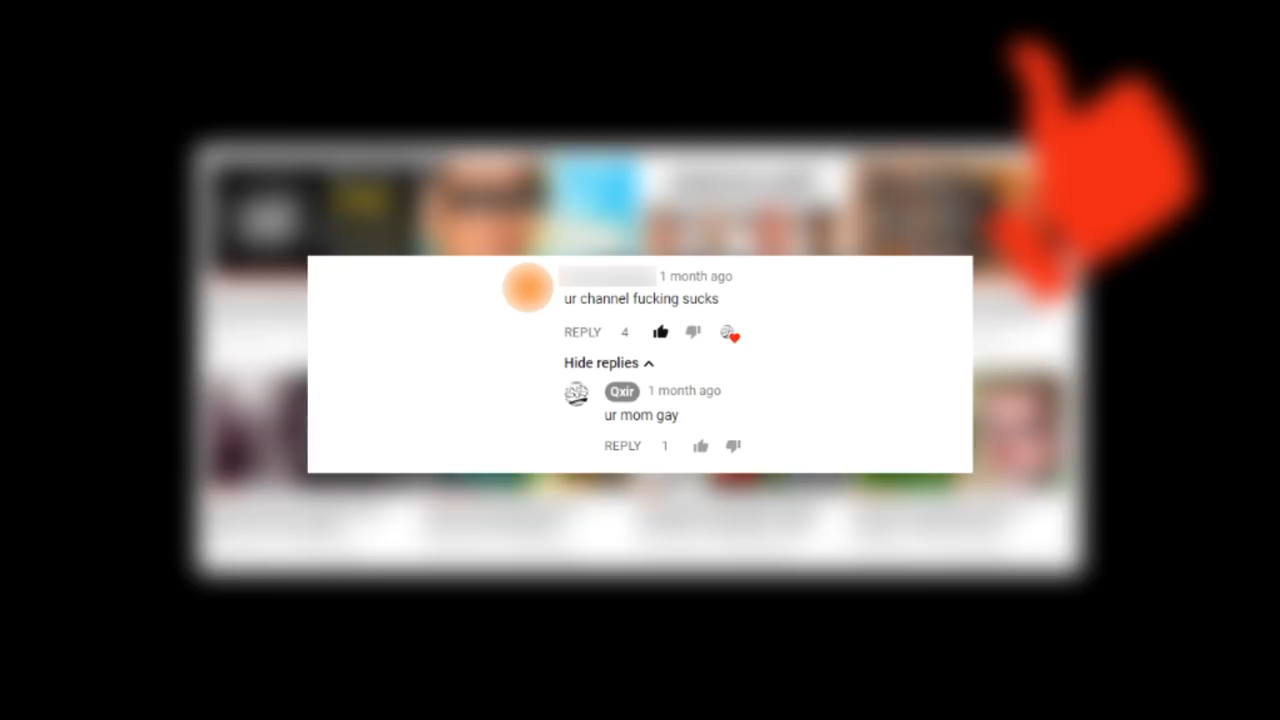 1 month ago
ur channel fucking sucks
REPLY 4
Hide replies
Qxir 1 month ago
ur mom gay
REPLY 1